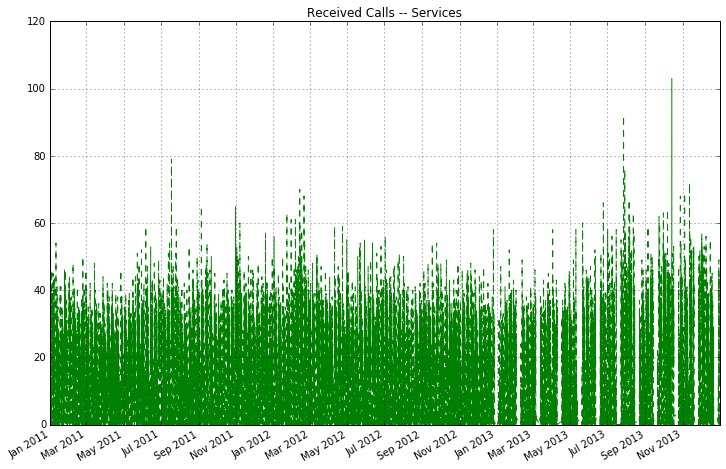 Received Calls -- Services
120
100
80
60
40
20
0
Jan 2011
Mar 2011
May 2011
Jul 2011
Sep 2011
Nov 2011
Jan 2012
Mar 2012
May 2012
Jul 2012
Sep 2012
Nov 2012
Jan 2013
Mar 2013
May 2013
Jul 2013
Sep 2013
Nov 2013